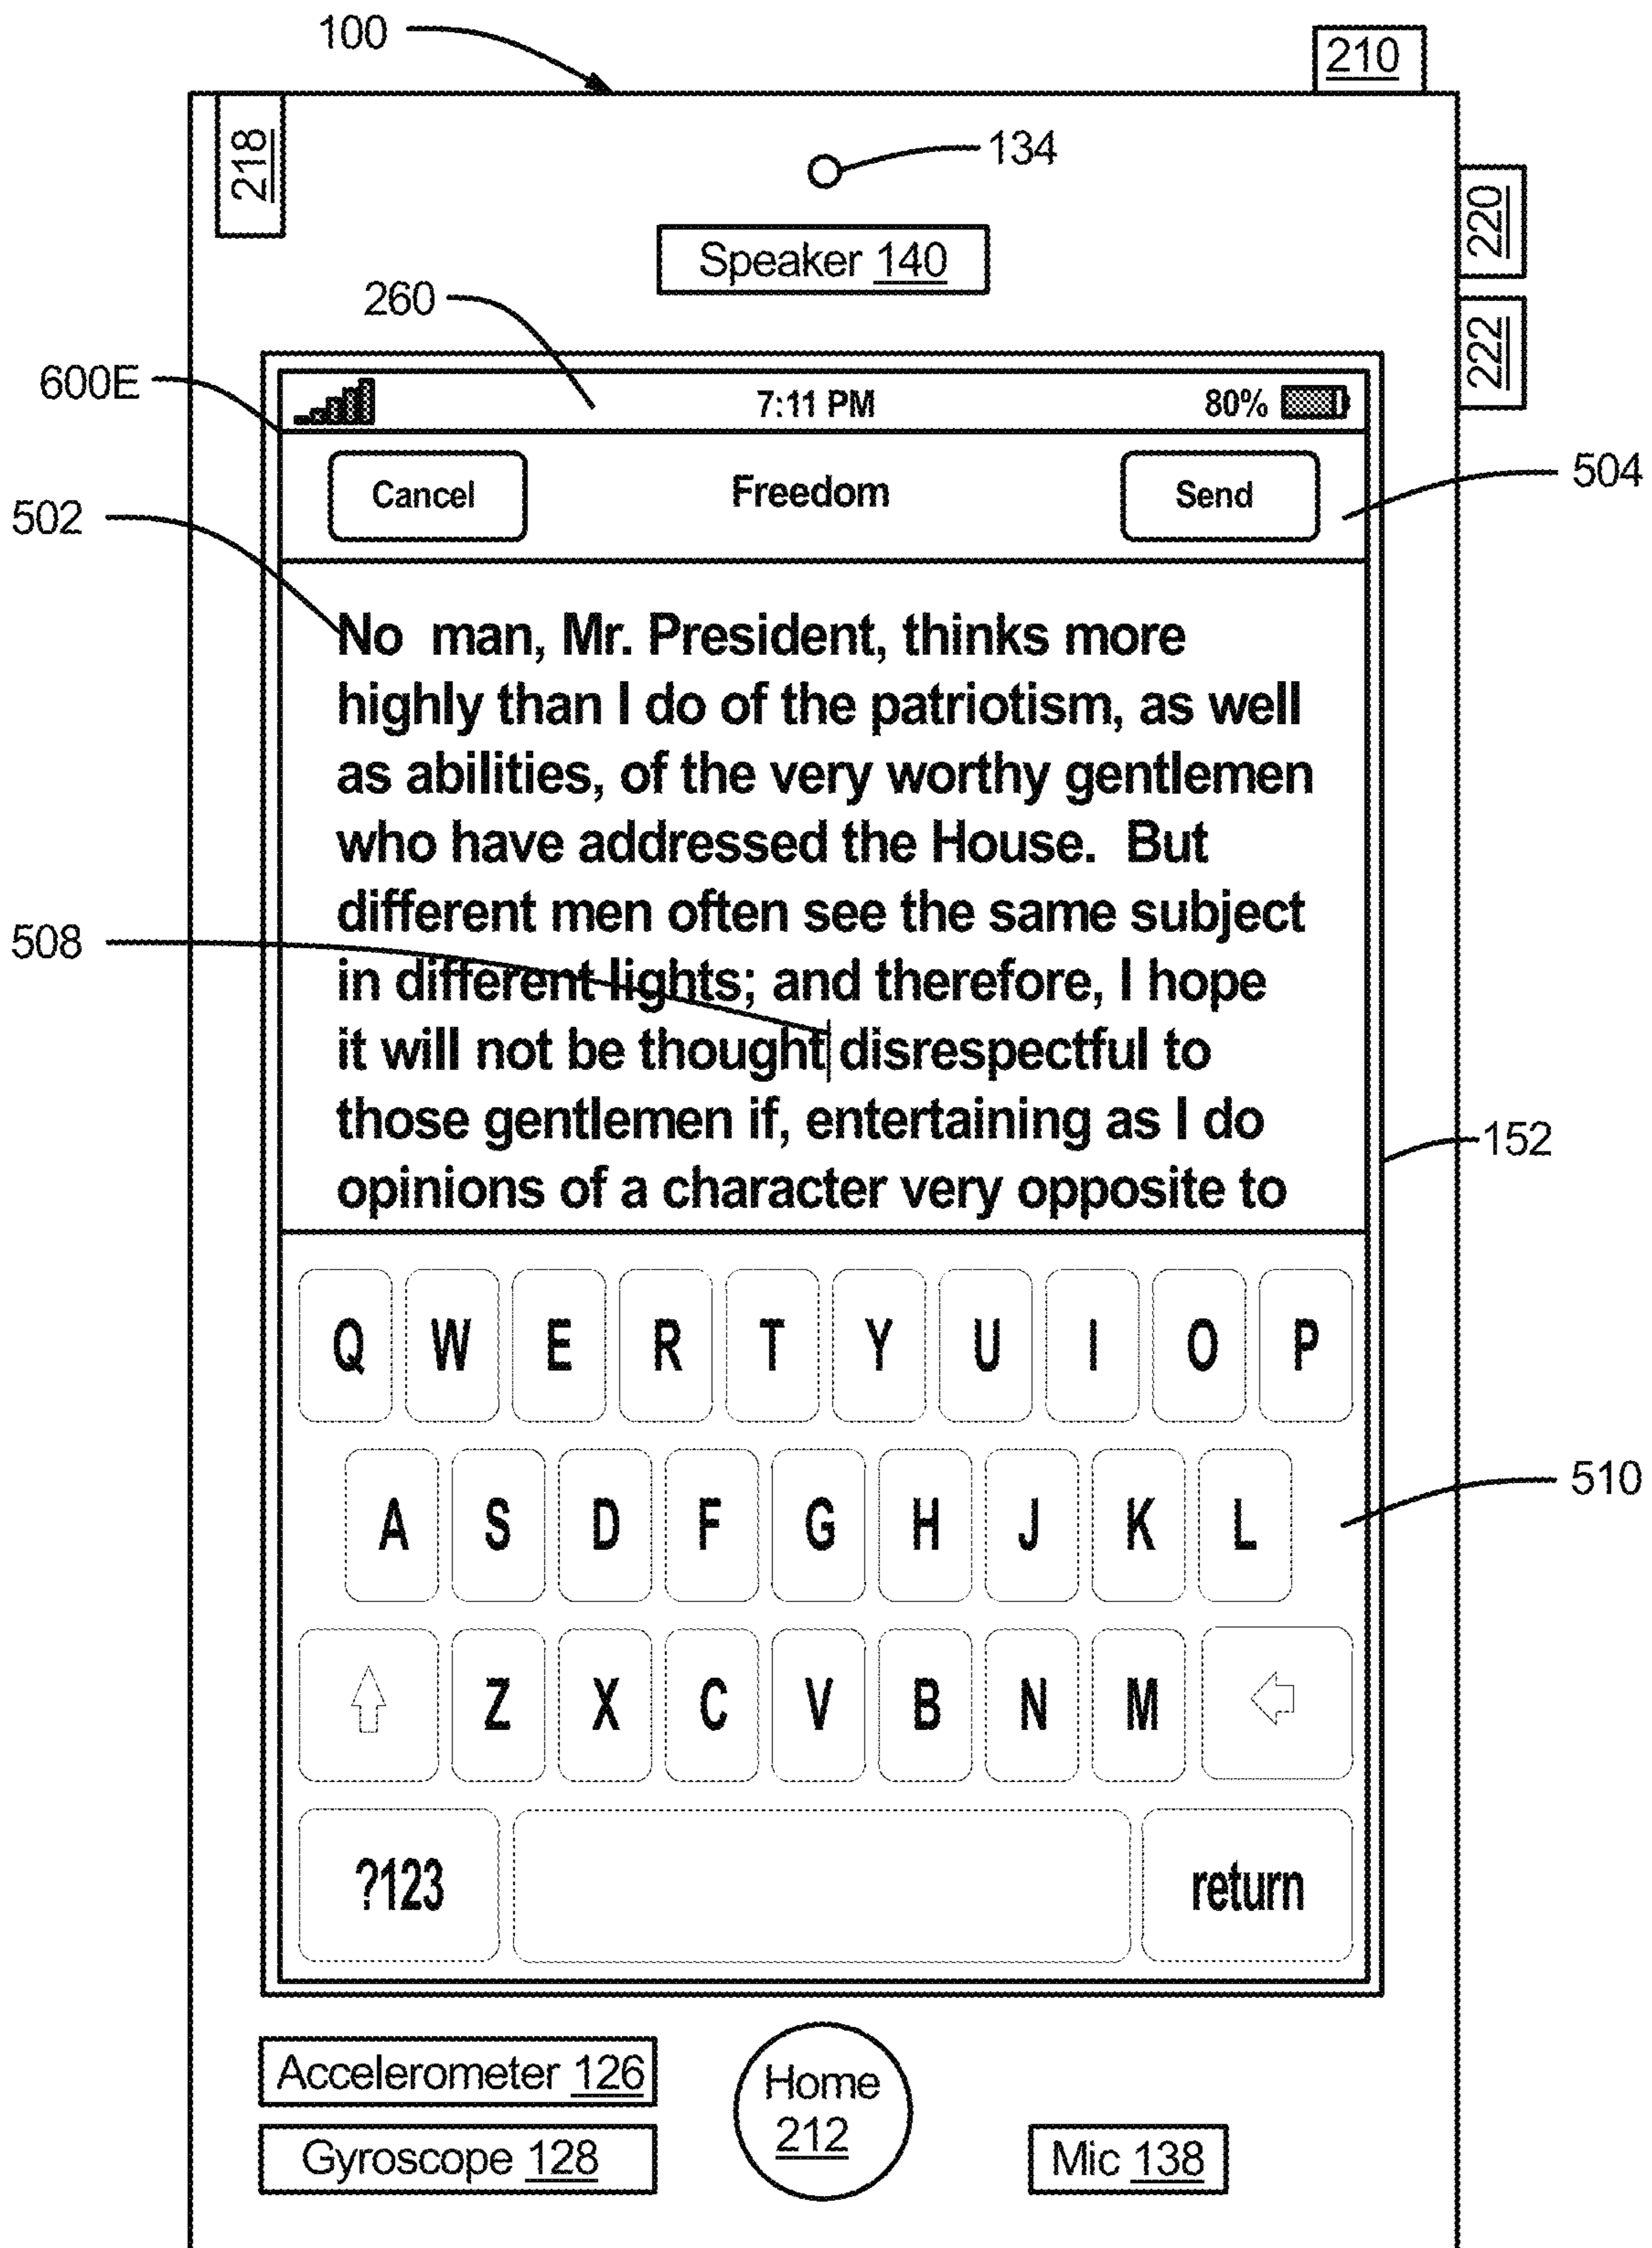 100
210
218
134
220
Speaker 140
260
222
600E
7:11 PM 80%
504
Cancel Freedom Send
502
No man, Mr. President, thinks more
highly than I do of the patriotism, as well
as abilities, of the very worthy gentlemen
who have addressed the House. But
different men often see the same subject
508
in different lights; and therefore, I hope
it will not be thought disrespectful to
those gentlemen if, entertaining as I do
152
opinions of a character very opposite to
Q W E R T Y U I O P
510
A S D F G H J K L
Z X C V B N M
?123 return
Accelerometer 126
Home
212
Gyroscope 128
Mic 138